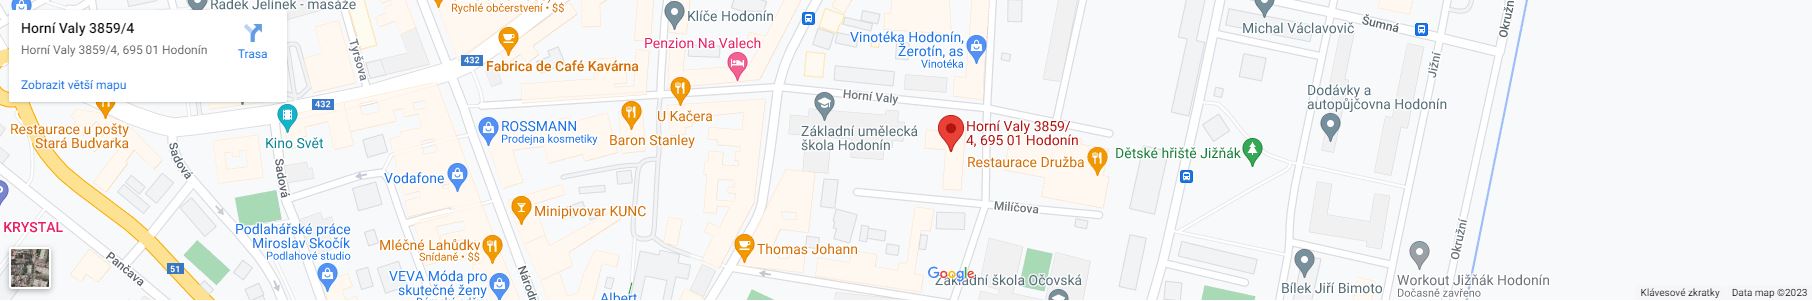 Radek Jelínek - masáže
Horní Valy 3859/4
Horní Valy 3859/4, 695 01 Hodonín
Trasa
Zobrazit větší mapu
Tyršova
432
Rychlé občerstvení • $$
Fabrica de Café Kavárna
Klíče Hodonín
Penzion Na Valech
Vinotéka Hodonín,
Žerotín, as
Vinotéka
Michal Václavovič
Šumná
Okružní
Jižní
Dodávky a
autopůjčovna Hodonín
432
Restaurace u pošty
Stará Budvarka
Kino Svět
Sadová
Sadová
ROSSMANN
Prodejna kosmetiky
Baron Stanley
U Kačera
Horní Valy
Základní umělecká
škola Hodonín
Horní Valy 3859/
4, 695 01 Hodonín
Restaurace Družba
Dětské hřiště Jižňák
Vodafone
Minipivovar KUNC
Milíčova
KRYSTAL
Pančava
51
Podlahářské práce
Miroslav Skočík
Podlahové studio
Mléčné Lahůdky
Snídaně • $$
VEVA Móda pro
skutečné ženy
Národní
Albert
Thomas Johann
Google
Základní škola Očovská
Bílek Jiří Bimoto
Okružní
Workout Jižňák Hodonín
Dočasně zavřeno
Klávesové zkratky
Data map ©2023